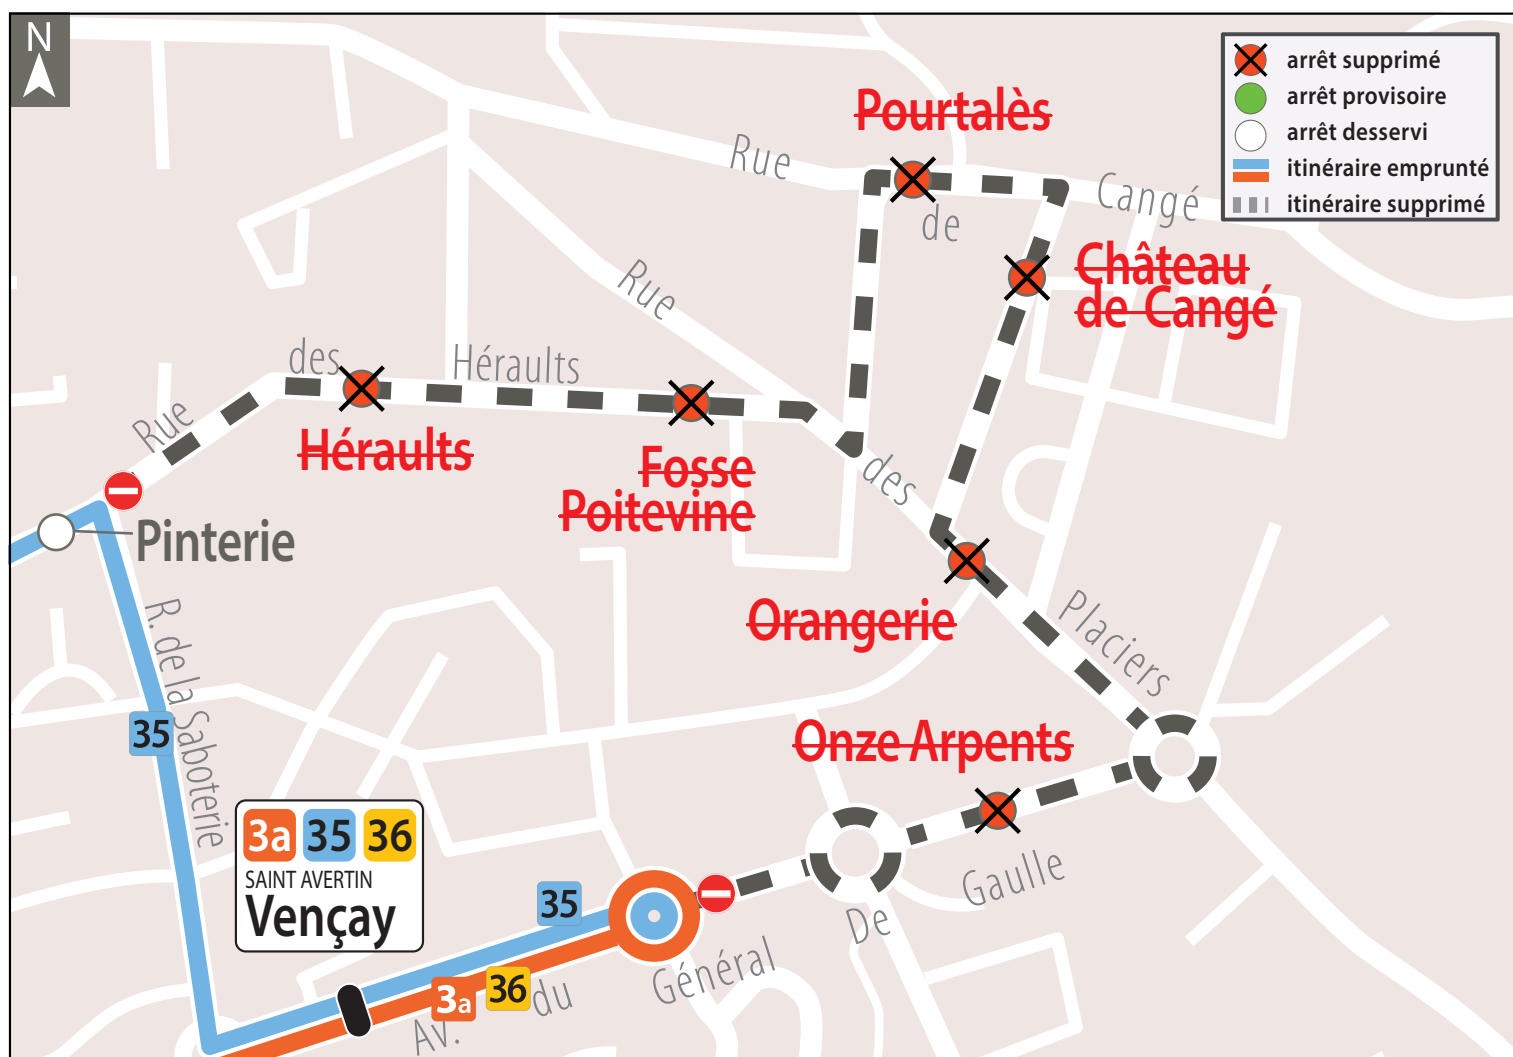 N
arrêt supprimé
arrêt provisoire
arrêt desservi
itinéraire emprunté
itinéraire supprimé
Pourtalès
Rue
de
Cangé
Château
de Cangé
Rue
des
Placiers
Rue
des
Héraults
Héraults
Fosse
Poitevine
Pinterie
Orangerie
R. de la Saboterie
35
Onze Arpents
3a 35 36
SAINT AVERTIN
Vençay
35
3a
36
Av.
du
Général
De
Gaulle